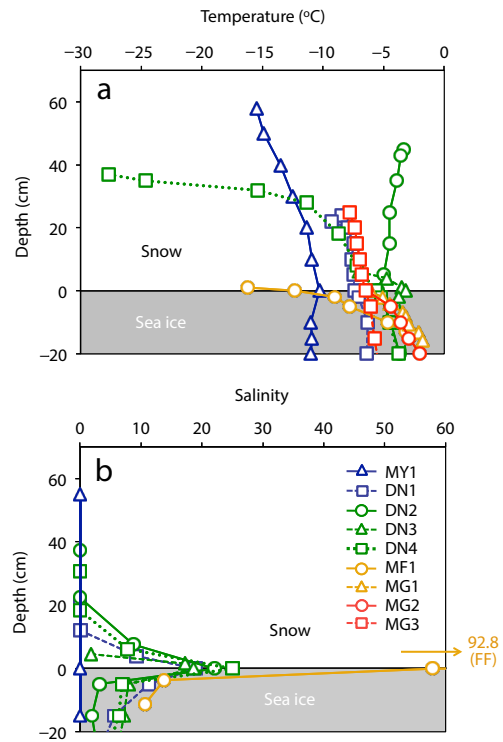 Temperature (ºC)
−30 −25 −20 −15 −10 −5 0
a
60
40
20
0
−20
Depth (cm)
Snow
Sea ice
Salinity
0 10 20 30 40 50 60
b
60
40
20
0
−20
Depth (cm)
MY1
DN1
DN2
DN3
DN4
MF1
MG1
MG2
MG3
Snow
92.8
(FF)
Sea ice